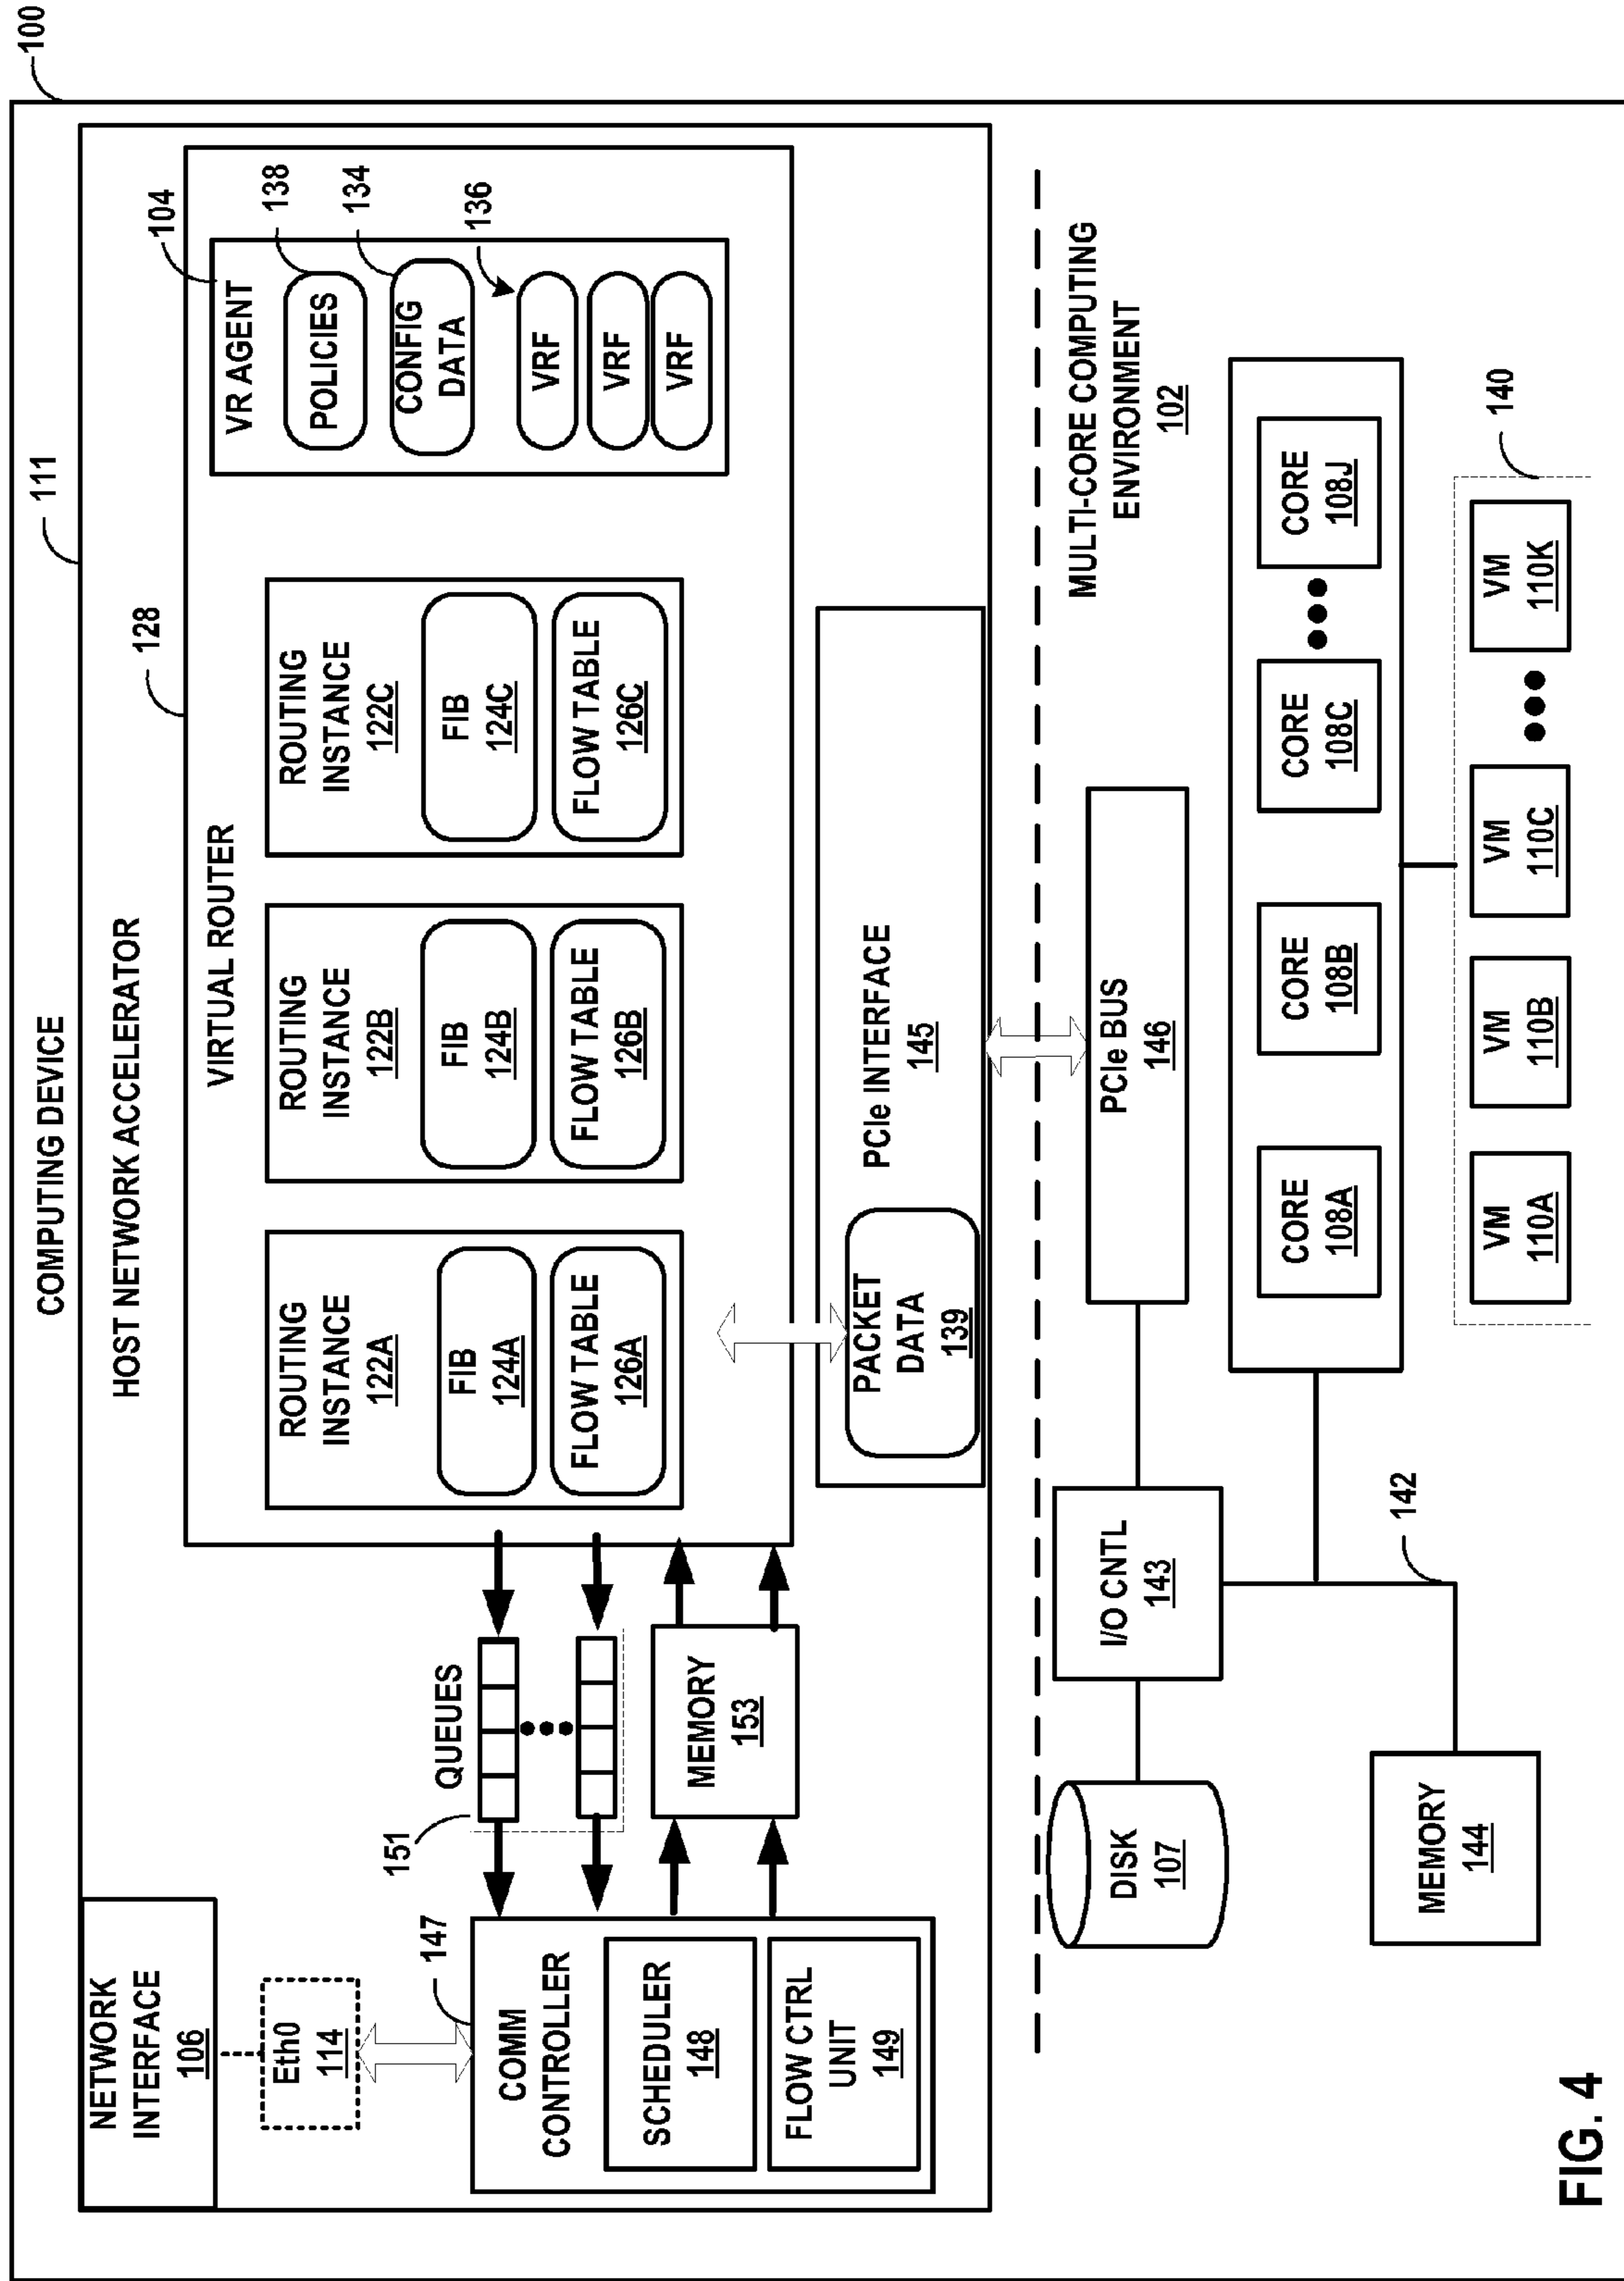 100
COMPUTING DEVICE
111
HOST NETWORK ACCELERATOR
128
NETWORK
INTERFACE
106
Eth0
114
147
COMM
CONTROLLER
SCHEDULER
148
FLOW CTRL
UNIT
149
151
QUEUES
MEMORY
153
VIRTUAL ROUTER
ROUTING
INSTANCE
122A
FIB
124A
FLOW TABLE
126A
ROUTING
INSTANCE
122B
FIB
124B
FLOW TABLE
126B
ROUTING
INSTANCE
122C
FIB
124C
FLOW TABLE
126C
104
VR AGENT
138
POLICIES
134
CONFIG
DATA
136
VRF
VRF
VRF
PACKET
DATA
139
PCIe INTERFACE
145
MULTI-CORE COMPUTING
ENVIRONMENT
102
DISK
107
I/O CNTL
143
PCIe BUS
146
MEMORY
144
142
CORE
108A
CORE
108B
CORE
108C
CORE
108J
140
VM
110A
VM
110B
VM
110C
VM
110K
FIG. 4